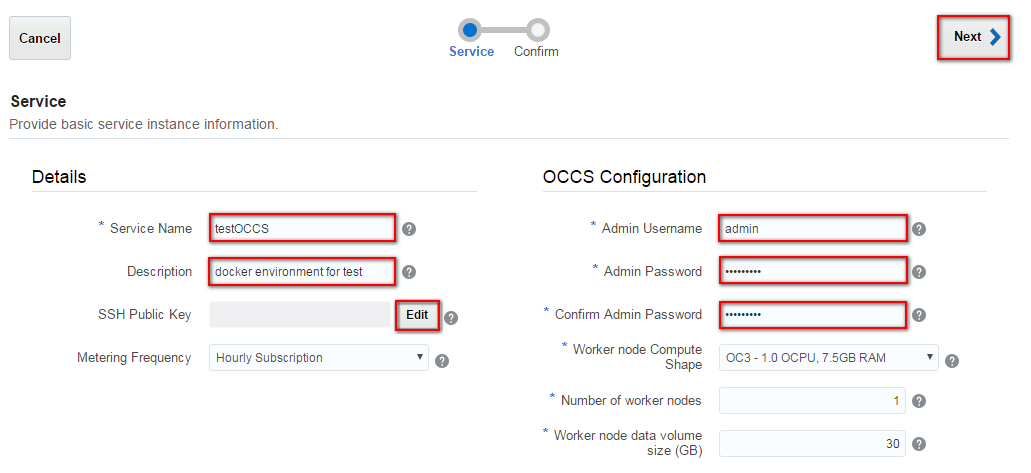 Cancel
Service
Confirm
Next
Service
Provide basic service instance information.
Details
* Service Name testOCCS ?
Description docker environment for test ?
SSH Public Key Edit ?
Metering Frequency Hourly Subscription ?
OCCS Configuration
* Admin Username admin ?
* Admin Password ••••••••• ?
* Confirm Admin Password ••••••••• ?
* Worker node Compute
Shape OC3 - 1.0 OCPU, 7.5GB RAM ?
* Number of worker nodes 1 ?
* Worker node data volume
size (GB) 30 ?